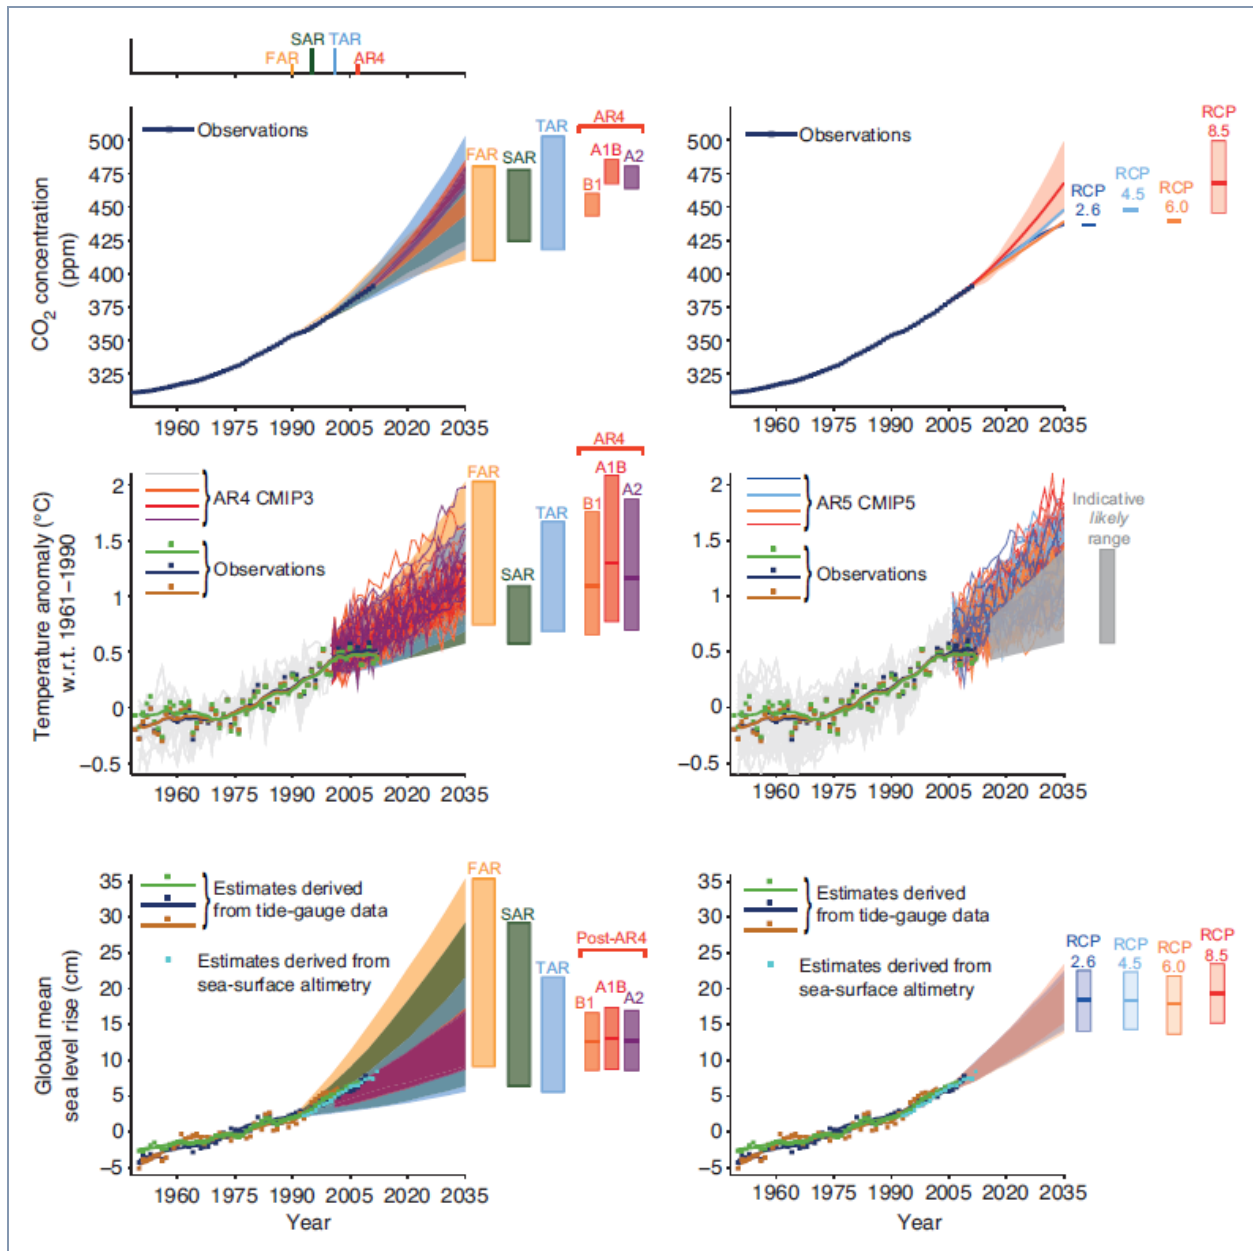 SAR TAR
FAR AR4
Observations
500
475
450
425
400
375
350
325
CO2 concentration
(ppm)
1960 1975 1990 2005 2020 2035
FAR
SAR
TAR
AR4
B1
A1B
A2
Observations
500
475
450
425
400
375
350
325
1960 1975 1990 2005 2020 2035
RCP
2.6
RCP
4.5
RCP
6.0
RCP
8.5
AR4 CMIP3
Observations
2
1.5
1
0.5
0
−0.5
Temperature anomaly (°C)
w.r.t. 1961–1990
1960 1975 1990 2005 2020 2035
FAR
SAR
TAR
AR4
B1
A1B
A2
AR5 CMIP5
Observations
2
1.5
1
0.5
0
−0.5
1960 1975 1990 2005 2020 2035
Indicative
likely
range
Estimates derived
from tide-gauge data
Estimates derived from
sea-surface altimetry
35
30
25
20
15
10
5
0
−5
Global mean
sea level rise (cm)
1960 1975 1990 2005 2020 2035
Year
FAR
SAR
TAR
Post-AR4
B1
A1B
A2
Estimates derived
from tide-gauge data
Estimates derived from
sea-surface altimetry
35
30
25
20
15
10
5
0
−5
1960 1975 1990 2005 2020 2035
Year
RCP
2.6
RCP
4.5
RCP
6.0
RCP
8.5